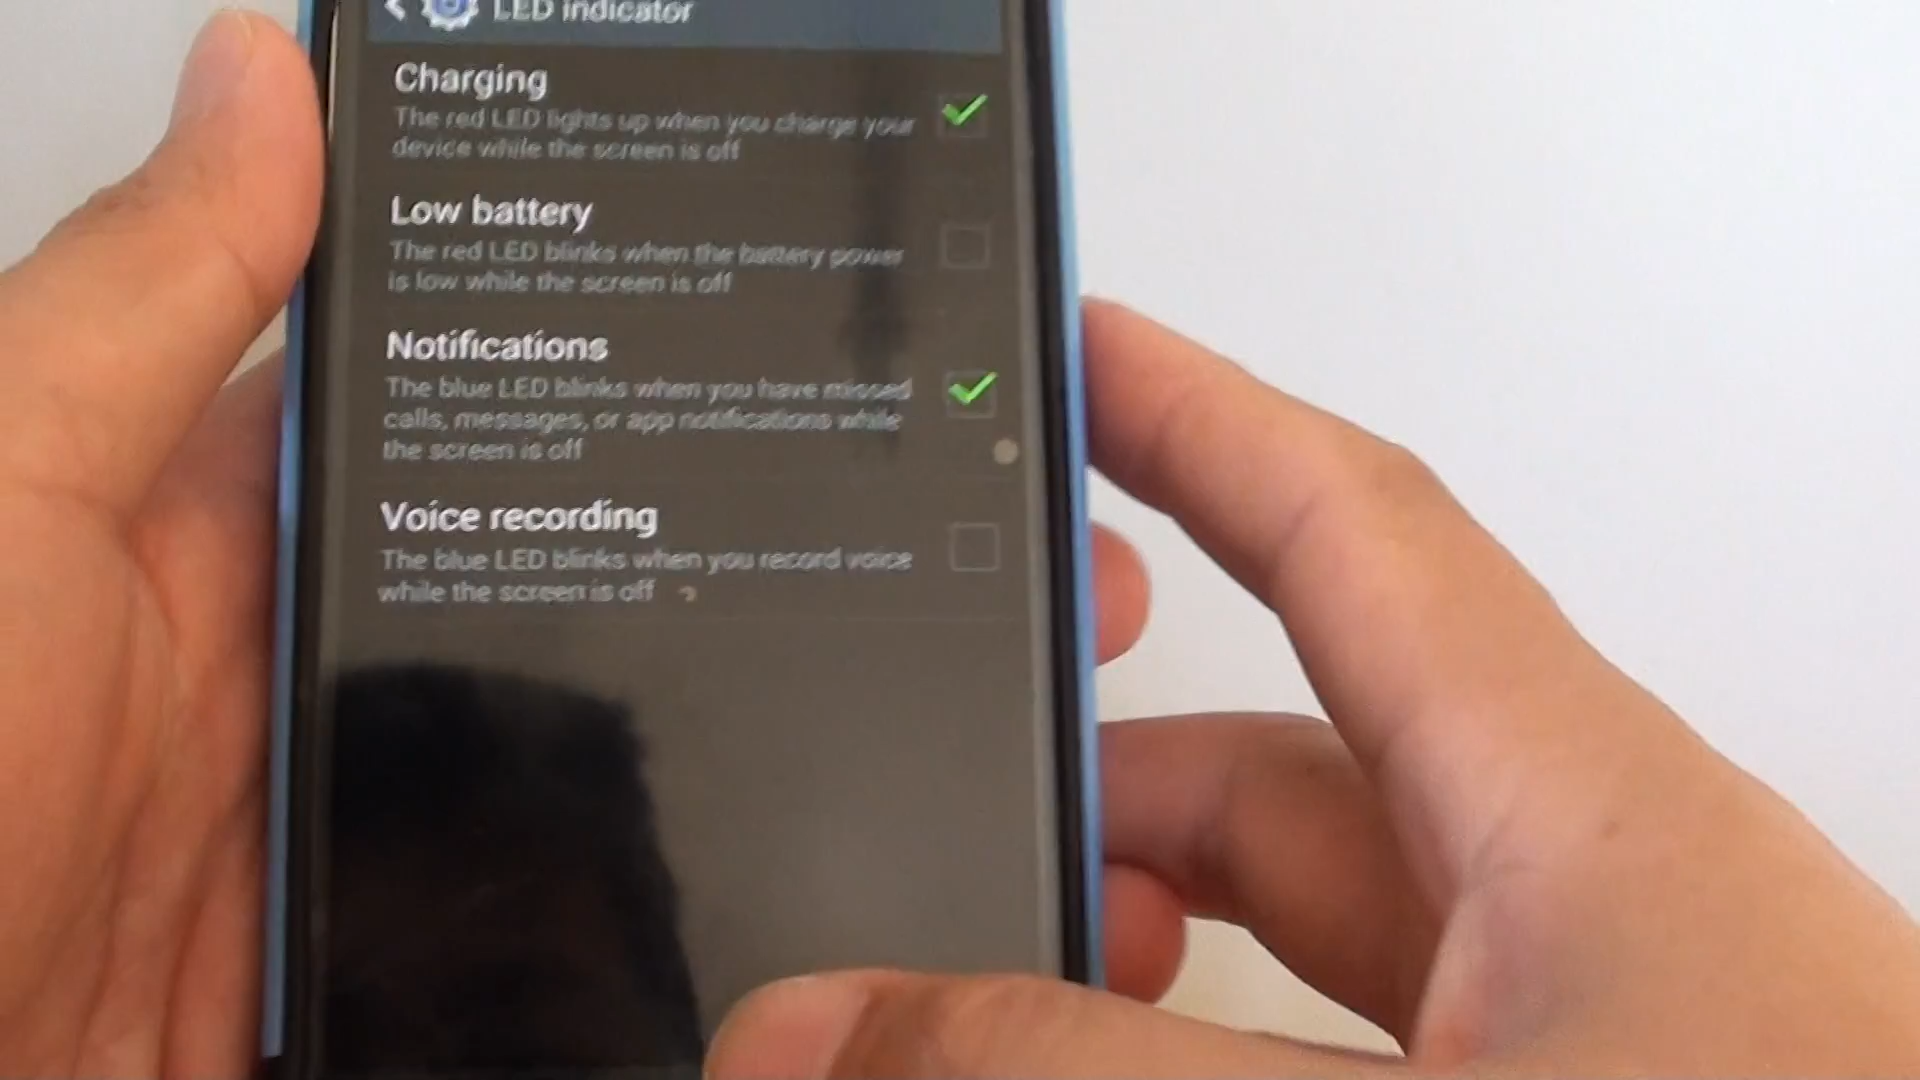 LED indicator
Charging
The red LED lights up when you charge your
device while the screen is off
Low battery
The red LED blinks when the battery power
is low while the screen is off
Notifications
The blue LED blinks when you have missed
calls, messages, or app notifications while
the screen is off
Voice recording
The blue LED blinks when you record voice
while the screen is off